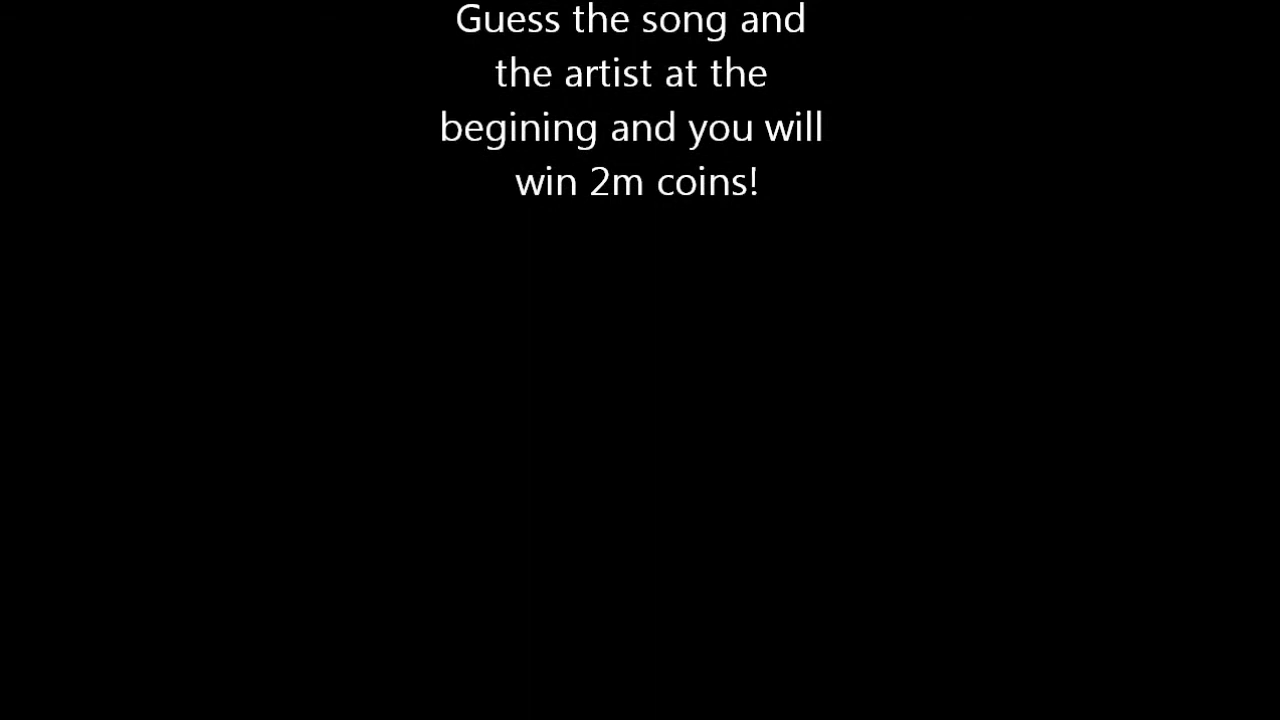 Guess the song and
the artist at the
begining and you will
win 2m coins!